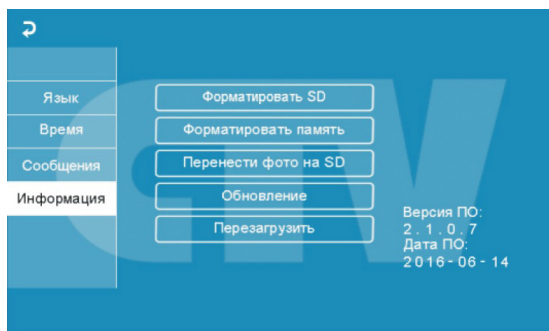 Язык
Время
Сообщения
Информация
Форматировать SD
Форматировать память
Перенести фото на SD
Обновление
Перезагрузить
Версия ПО:
2.1.0.7
Дата ПО:
2016-06-14